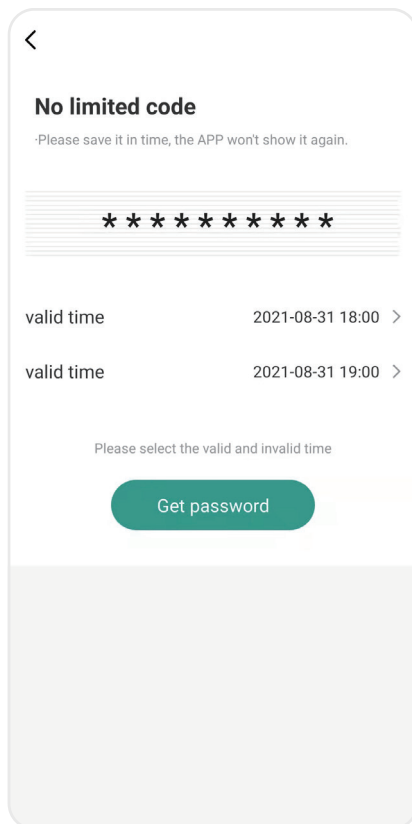 No limited code
·Please save it in time, the APP won't show it again.
* * * * * * * * * *
valid time 2021-08-31 18:00
valid time 2021-08-31 19:00
Please select the valid and invalid time
Get password